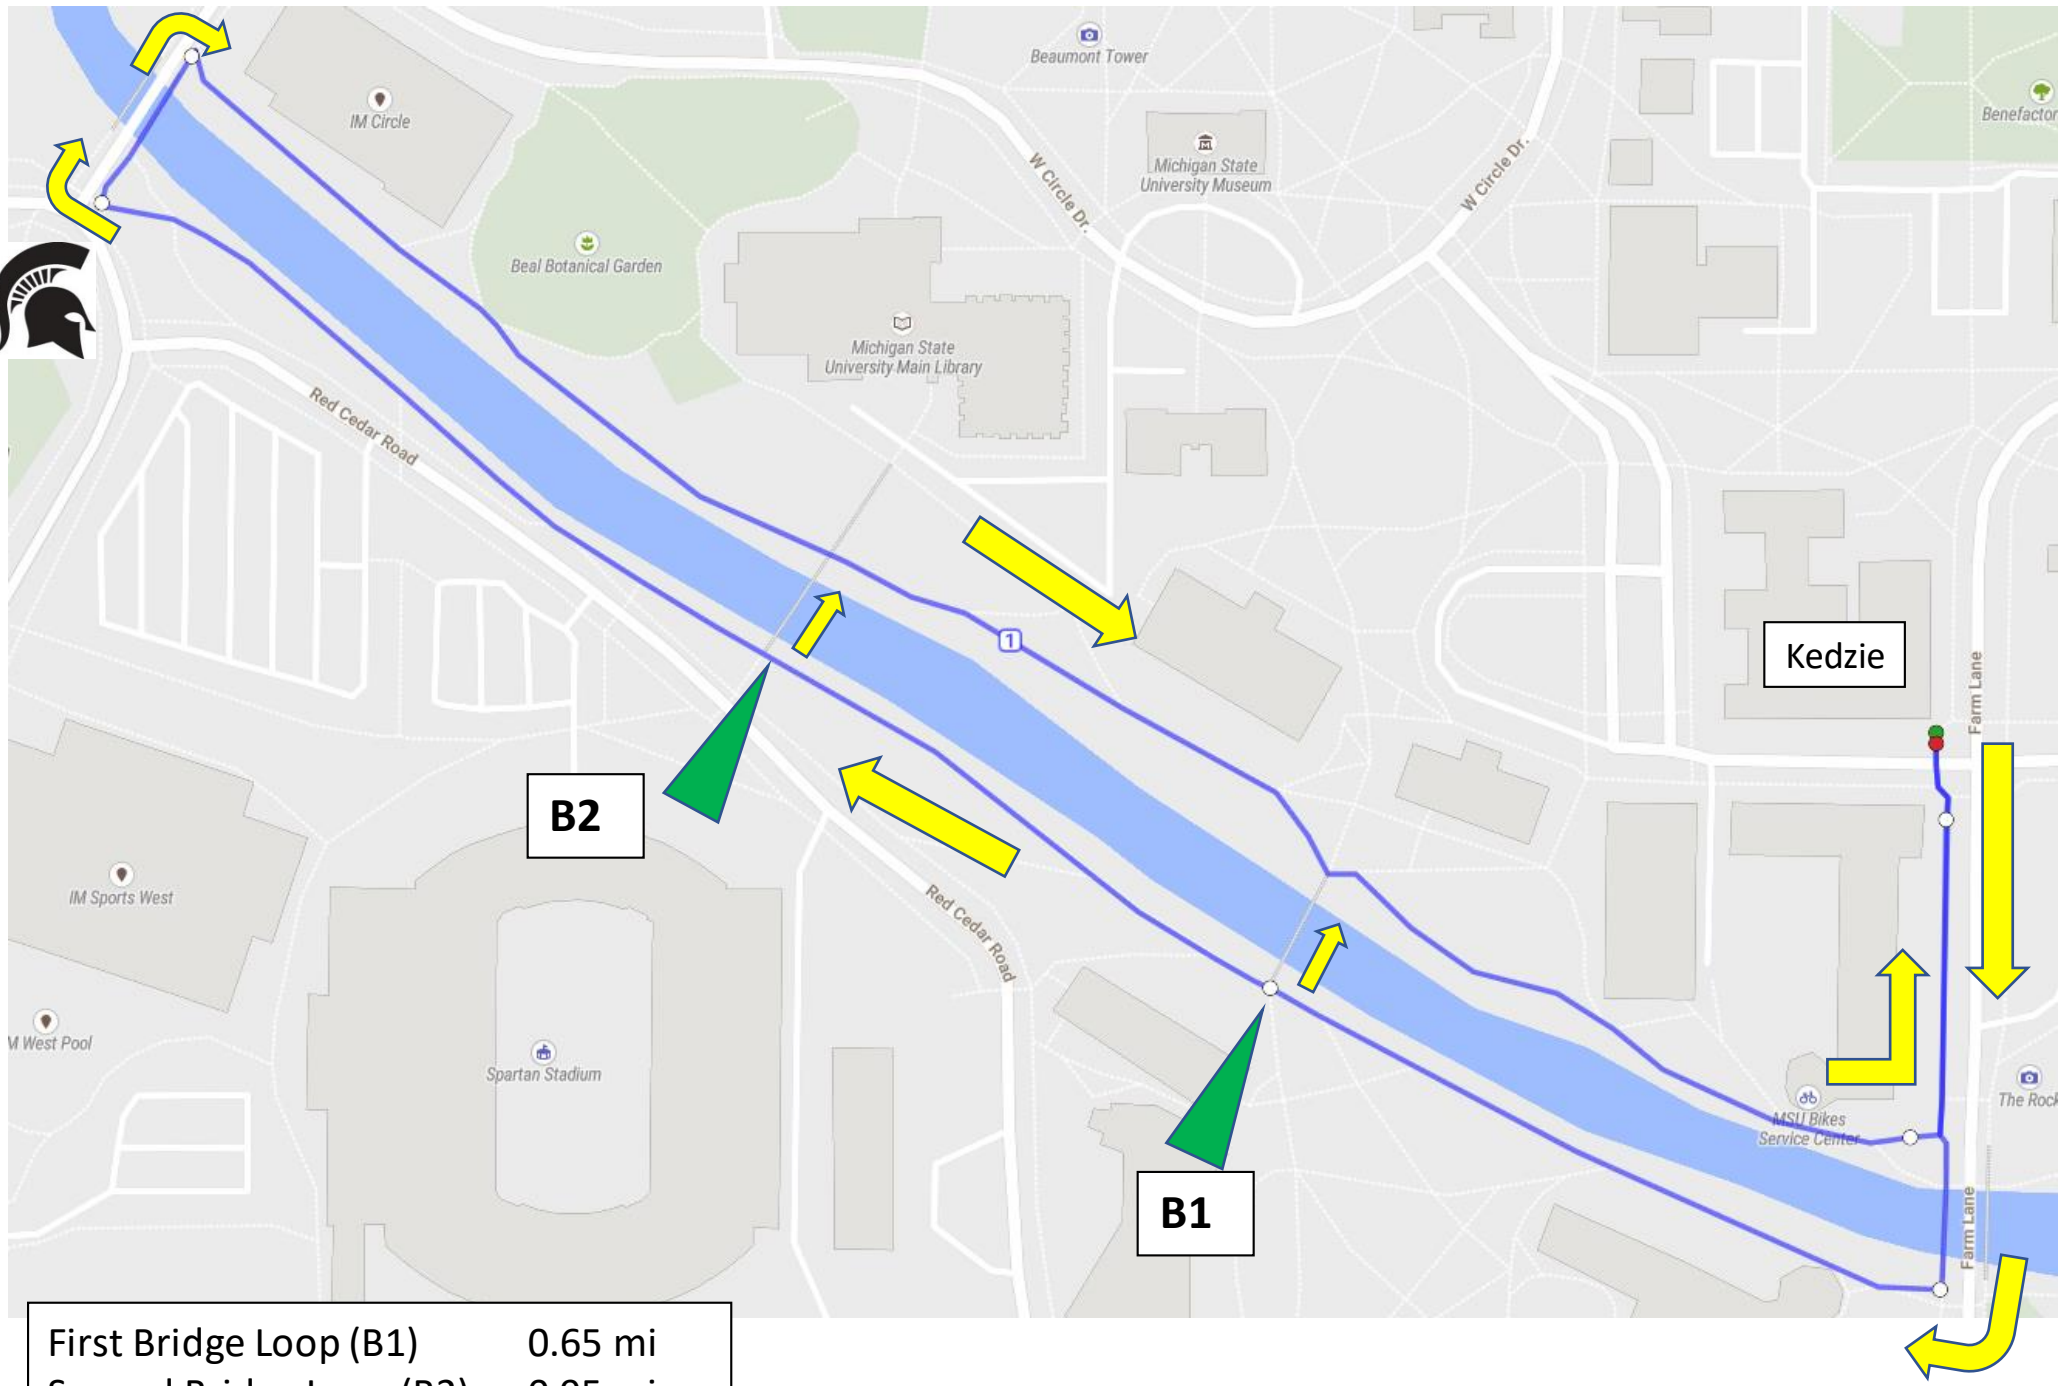 Beaumont Tower
IM Circle
Michigan State
University Museum
W Circle Dr.
W Circle Dr.
Benefactor
Beal Botanical Garden
Michigan State
University Main Library
Red Cedar Road
1
Kedzie
Farm Lane
B2
IM Sports West
Red Cedar Road
M West Pool
Spartan Stadium
MSU Bikes
Service Center
The Rock
B1
Farm Lane
First Bridge Loop (B1) 0.65 mi